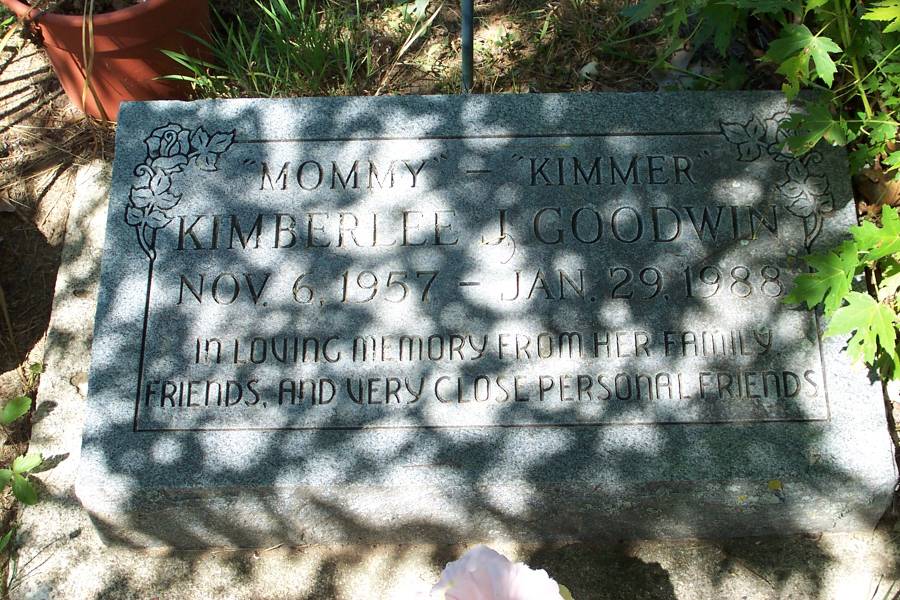 "MOMMY" - "KIMMER"
KIMBERLEE J. GOODWIN
NOV. 6, 1957 - JAN. 29, 1988
IN LOVING MEMORY FROM HER FAMILY
FRIENDS, AND VERY CLOSE PERSONAL FRIENDS